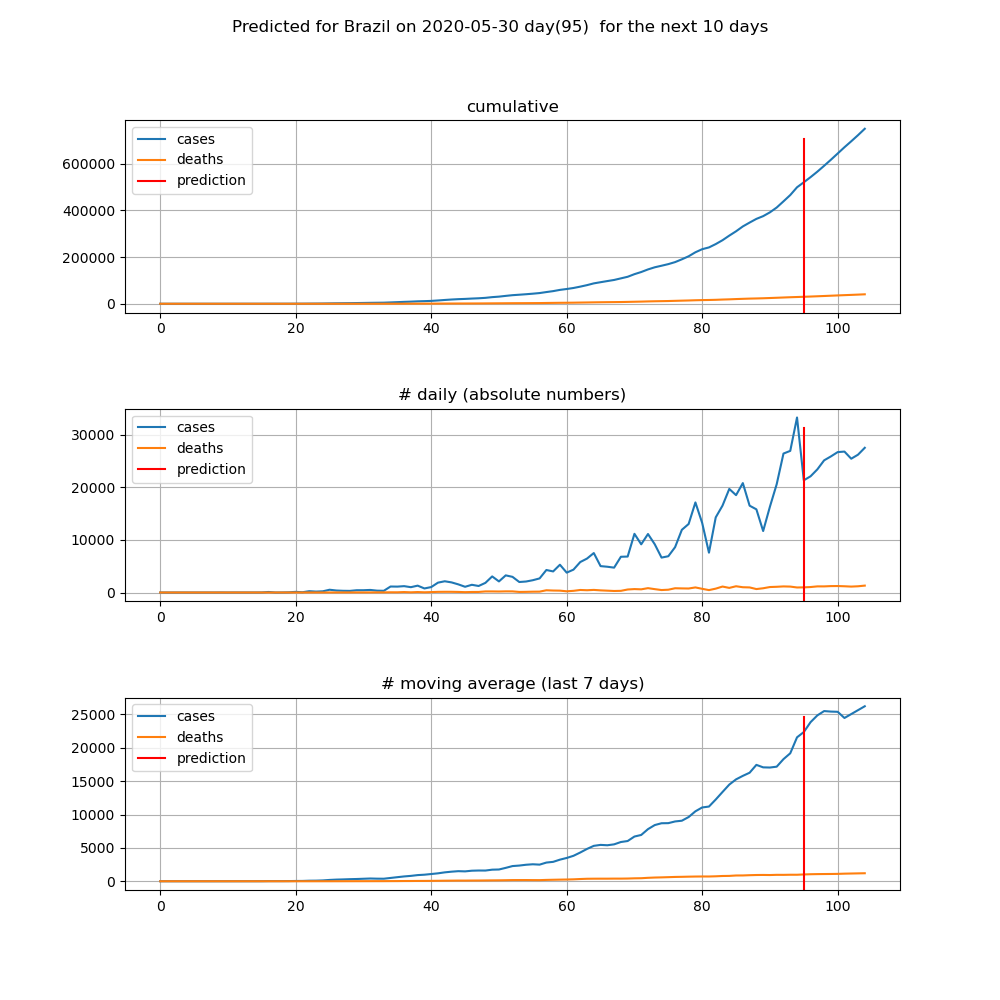 Predicted for Brazil on 2020-05-30 day(95)  for the next 10 days
cumulative
cases
deaths
prediction
600000
400000
200000
0
0 20 40 60 80 100
# daily (absolute numbers)
cases
deaths
prediction
30000
20000
10000
0
0 20 40 60 80 100
# moving average (last 7 days)
cases
deaths
prediction
25000
20000
15000
10000
5000
0
0 20 40 60 80 100